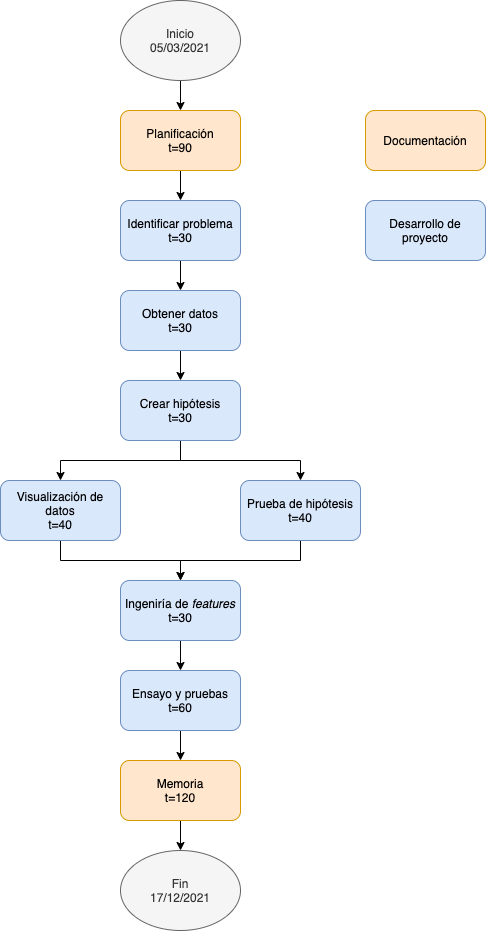 Inicio
05/03/2021
Planificación
t=90
Documentación
Identificar problema
t=30
Desarrollo de
proyecto
Obtener datos
t=30
Crear hipótesis
t=30
Visualización de
datos
t=40
Prueba de hipótesis
t=40
Ingeniría de features
t=30
Ensayo y pruebas
t=60
Memoria
t=120
Fin
17/12/2021